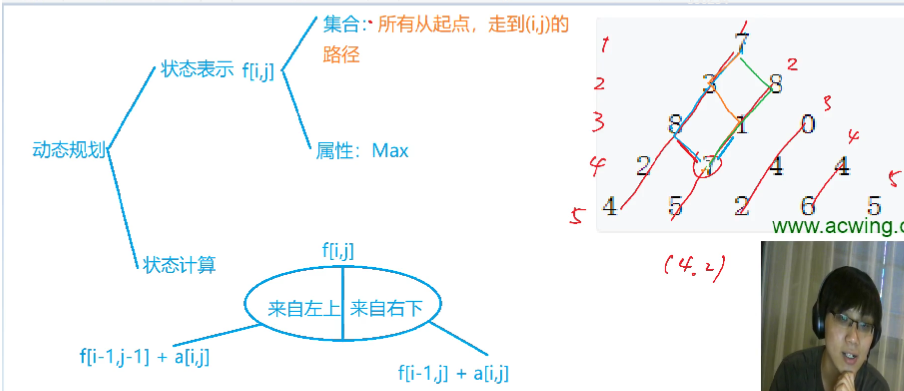 集合：所有从起点，走到(i,j)的
路径
状态表示 f[i,j]
动态规划
属性：Max
状态计算
f[i,j]
来自左上 来自右下
f[i-1,j-1] + a[i,j]
f[i-1,j] + a[i,j]
1
1 7
2 3 8 2
3 8 1 0 3
4 2 7 4 4 4
5 4 5 2 6 5 5
www.acwing.c
(4.2)